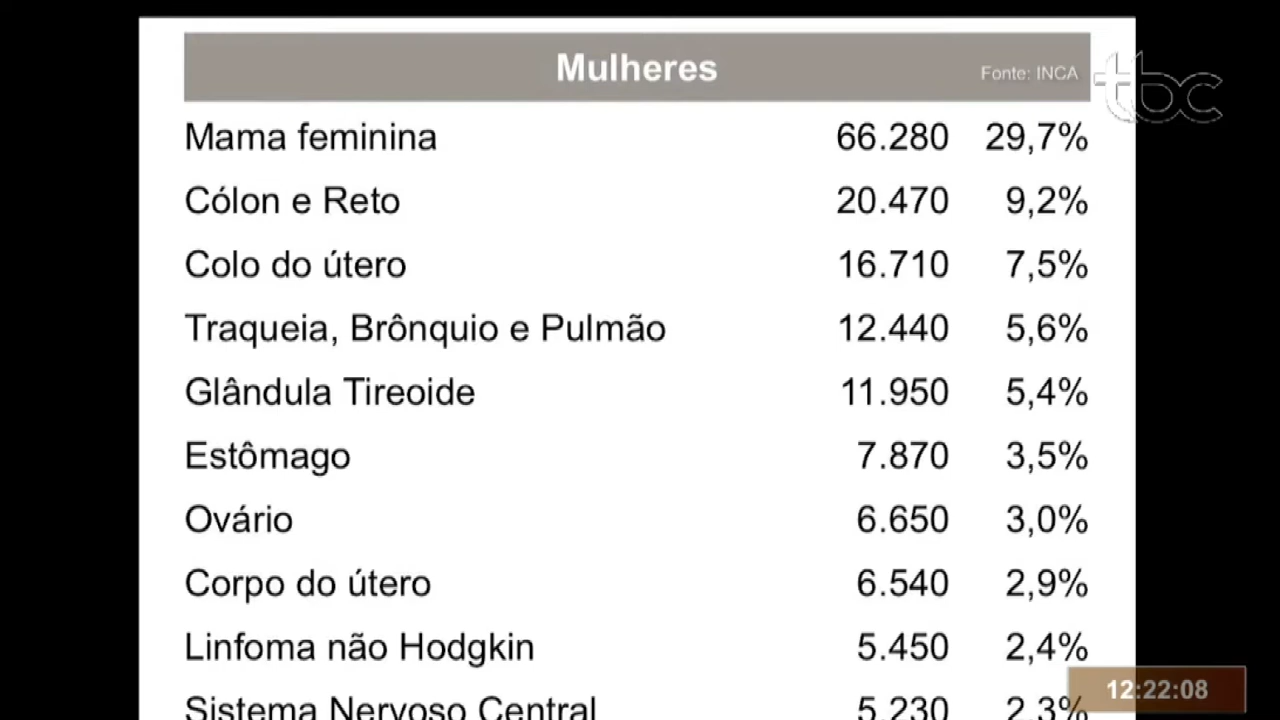 Mulheres Fonte: INCA
tbc
Mama feminina 66.280 29,7%
Cólon e Reto 20.470 9,2%
Colo do útero 16.710 7,5%
Traqueia, Brônquio e Pulmão 12.440 5,6%
Glândula Tireoide 11.950 5,4%
Estômago 7.870 3,5%
Ovário 6.650 3,0%
Corpo do útero 6.540 2,9%
Linfoma não Hodgkin 5.450 2,4%
Sistema Nervoso Central 5.230 2,3%
12:22:08